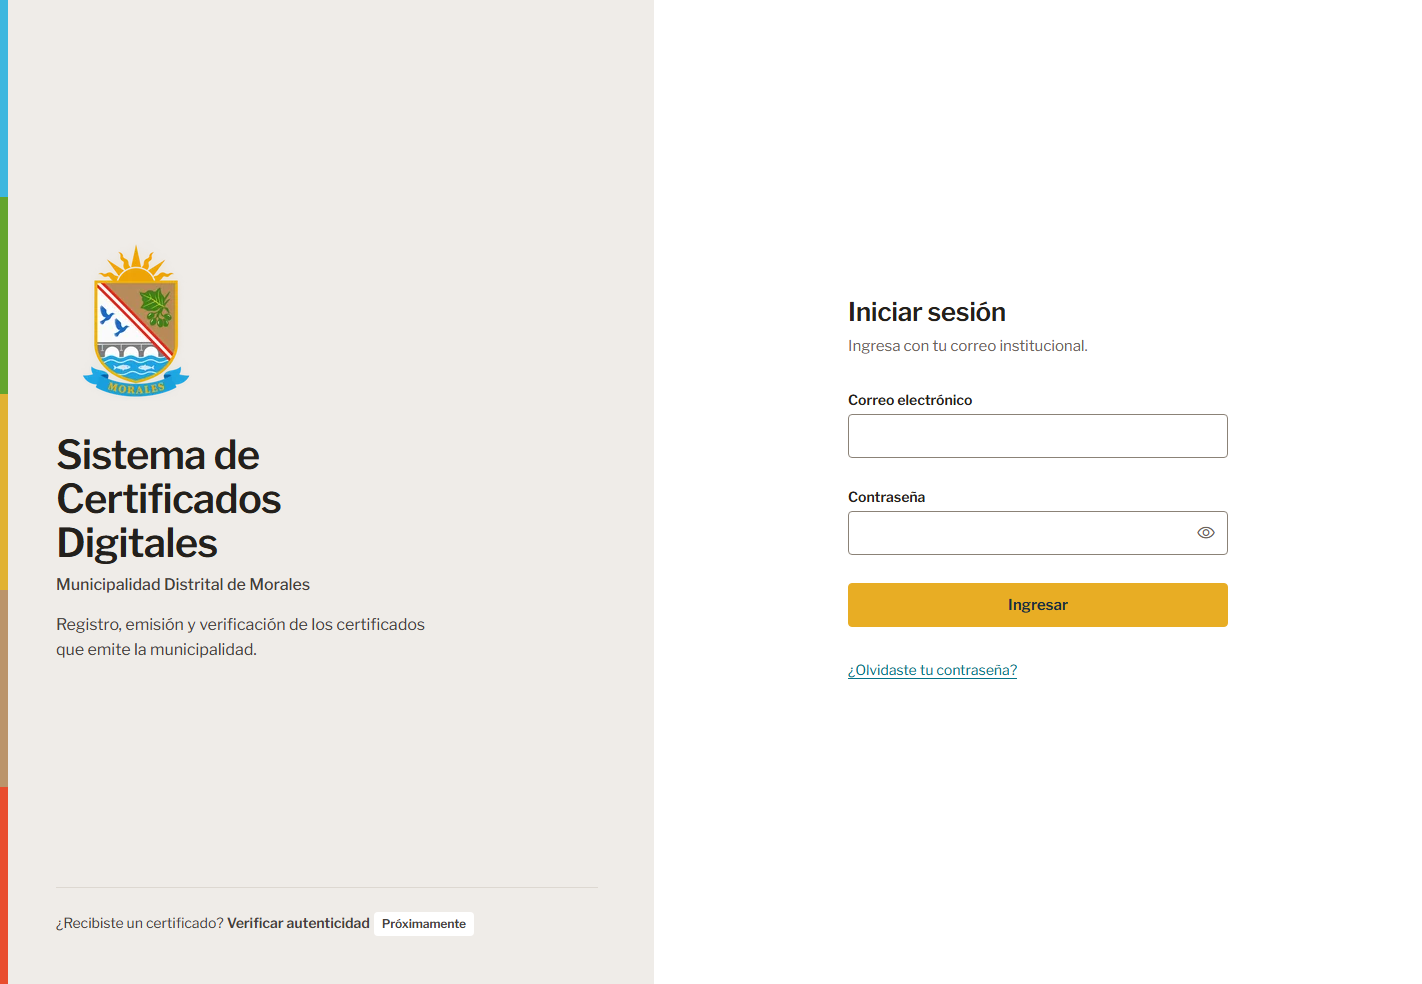 MORALES
Sistema de
Certificados
Digitales
Municipalidad Distrital de Morales
Registro, emisión y verificación de los certificados
que emite la municipalidad.
¿Recibiste un certificado? Verificar autenticidad Próximamente
Iniciar sesión
Ingresa con tu correo institucional.
Correo electrónico
Contraseña
Ingresar
¿Olvidaste tu contraseña?